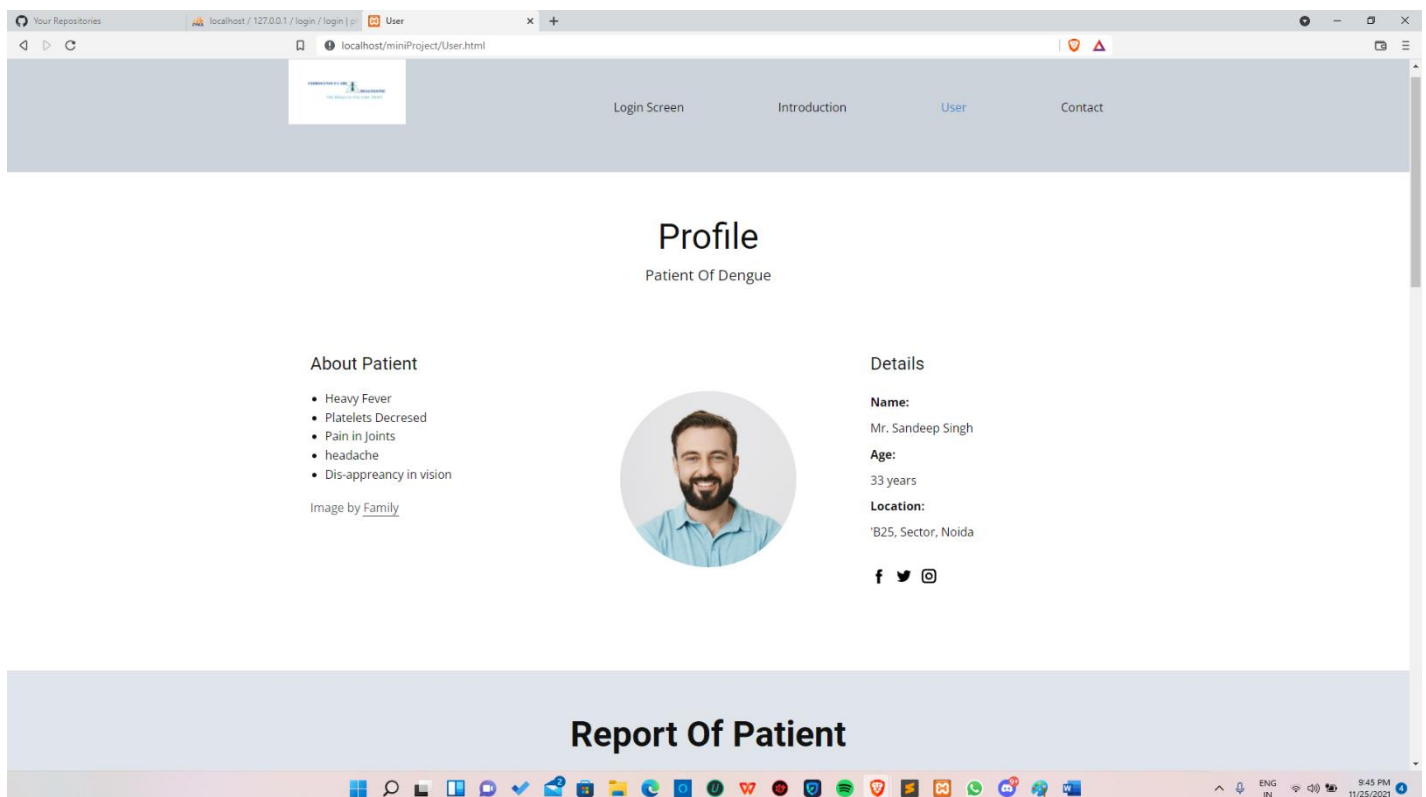 Your Repositories
localhost / 127.0.0.1 / login / login | p
User
localhost/miniProject/User.html
Login Screen
Introduction
User
Contact
Profile
Patient Of Dengue
About Patient
Heavy Fever
Platelets Decresed
Pain in Joints
headache
Dis-appreancy in vision
Image by Family
Details
Name:
Mr. Sandeep Singh
Age:
33 years
Location:
'B25, Sector, Noida
Report Of Patient
ENG
IN
9:45 PM
11/25/2021